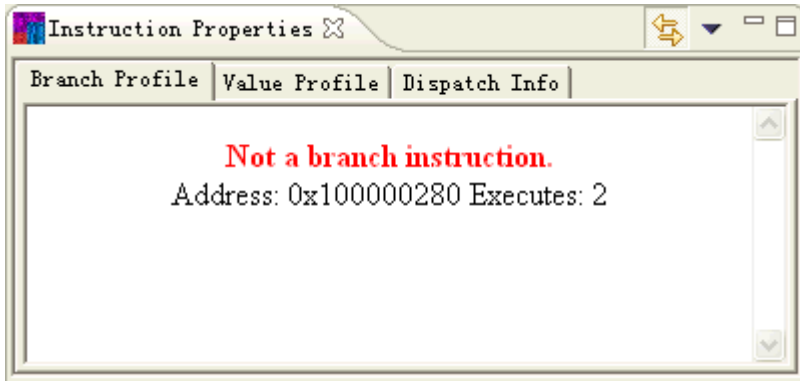 Instruction Properties
Branch Profile Value Profile Dispatch Info
Not a branch instruction.
Address: 0x100000280 Executes: 2